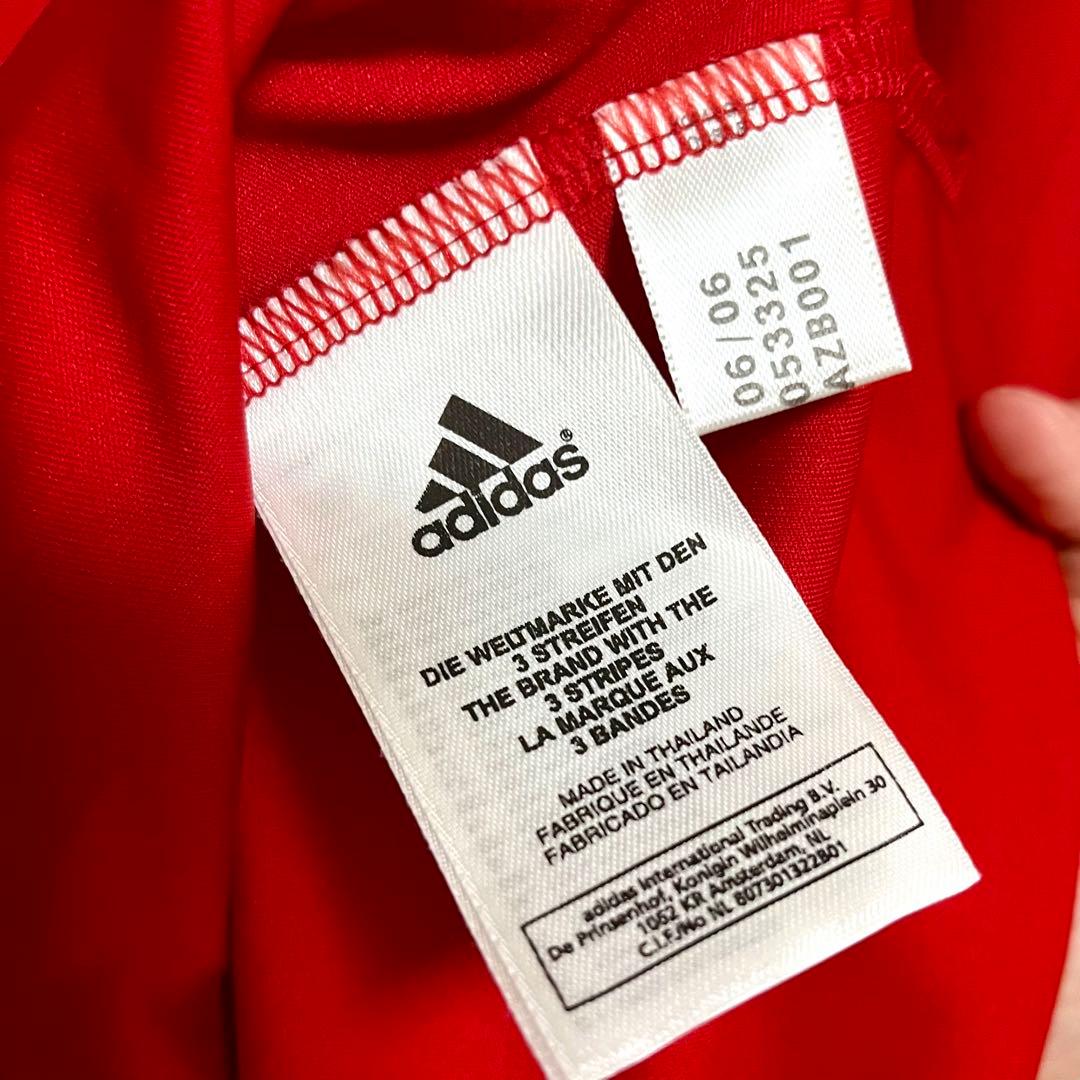 adidas®
DIE WELTMARKE MIT DEN
3 STREIFEN
THE BRAND WITH THE
3 STRIPES
LA MARQUE AUX
3 BANDES
MADE IN THAILAND
FABRIQUE EN THAILANDE
FABRICADO EN TAILANDIA
adidas International Trading B.V.
De Prinsenhof, Konigin Wilhelminaplein 30
1062 KR Amsterdam, NL
C.I.F./No NL 807301322B01
06/06
053325
AZB001